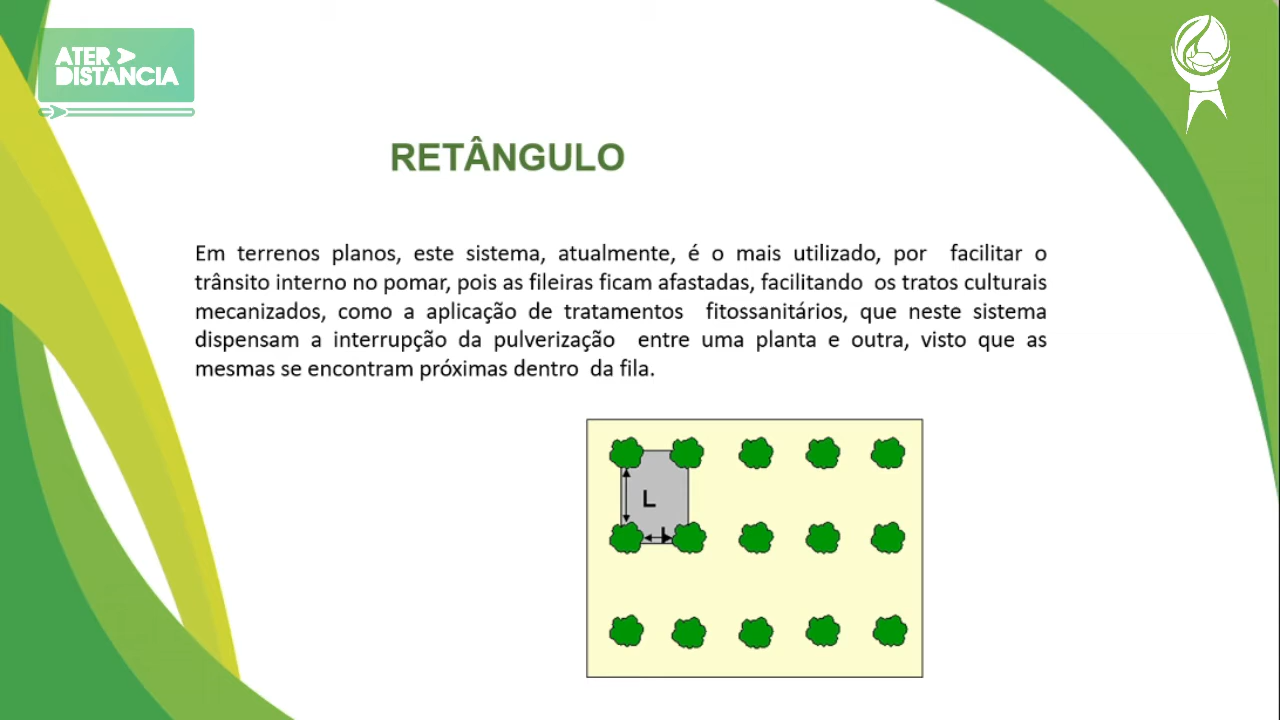 ATER
DISTÂNCIA
RETÂNGULO
Em terrenos planos, este sistema, atualmente, é o mais utilizado, por facilitar o
trânsito interno no pomar, pois as fileiras ficam afastadas, facilitando os tratos culturais
mecanizados, como a aplicação de tratamentos fitossanitários, que neste sistema
dispensam a interrupção da pulverização entre uma planta e outra, visto que as
mesmas se encontram próximas dentro da fila.
L